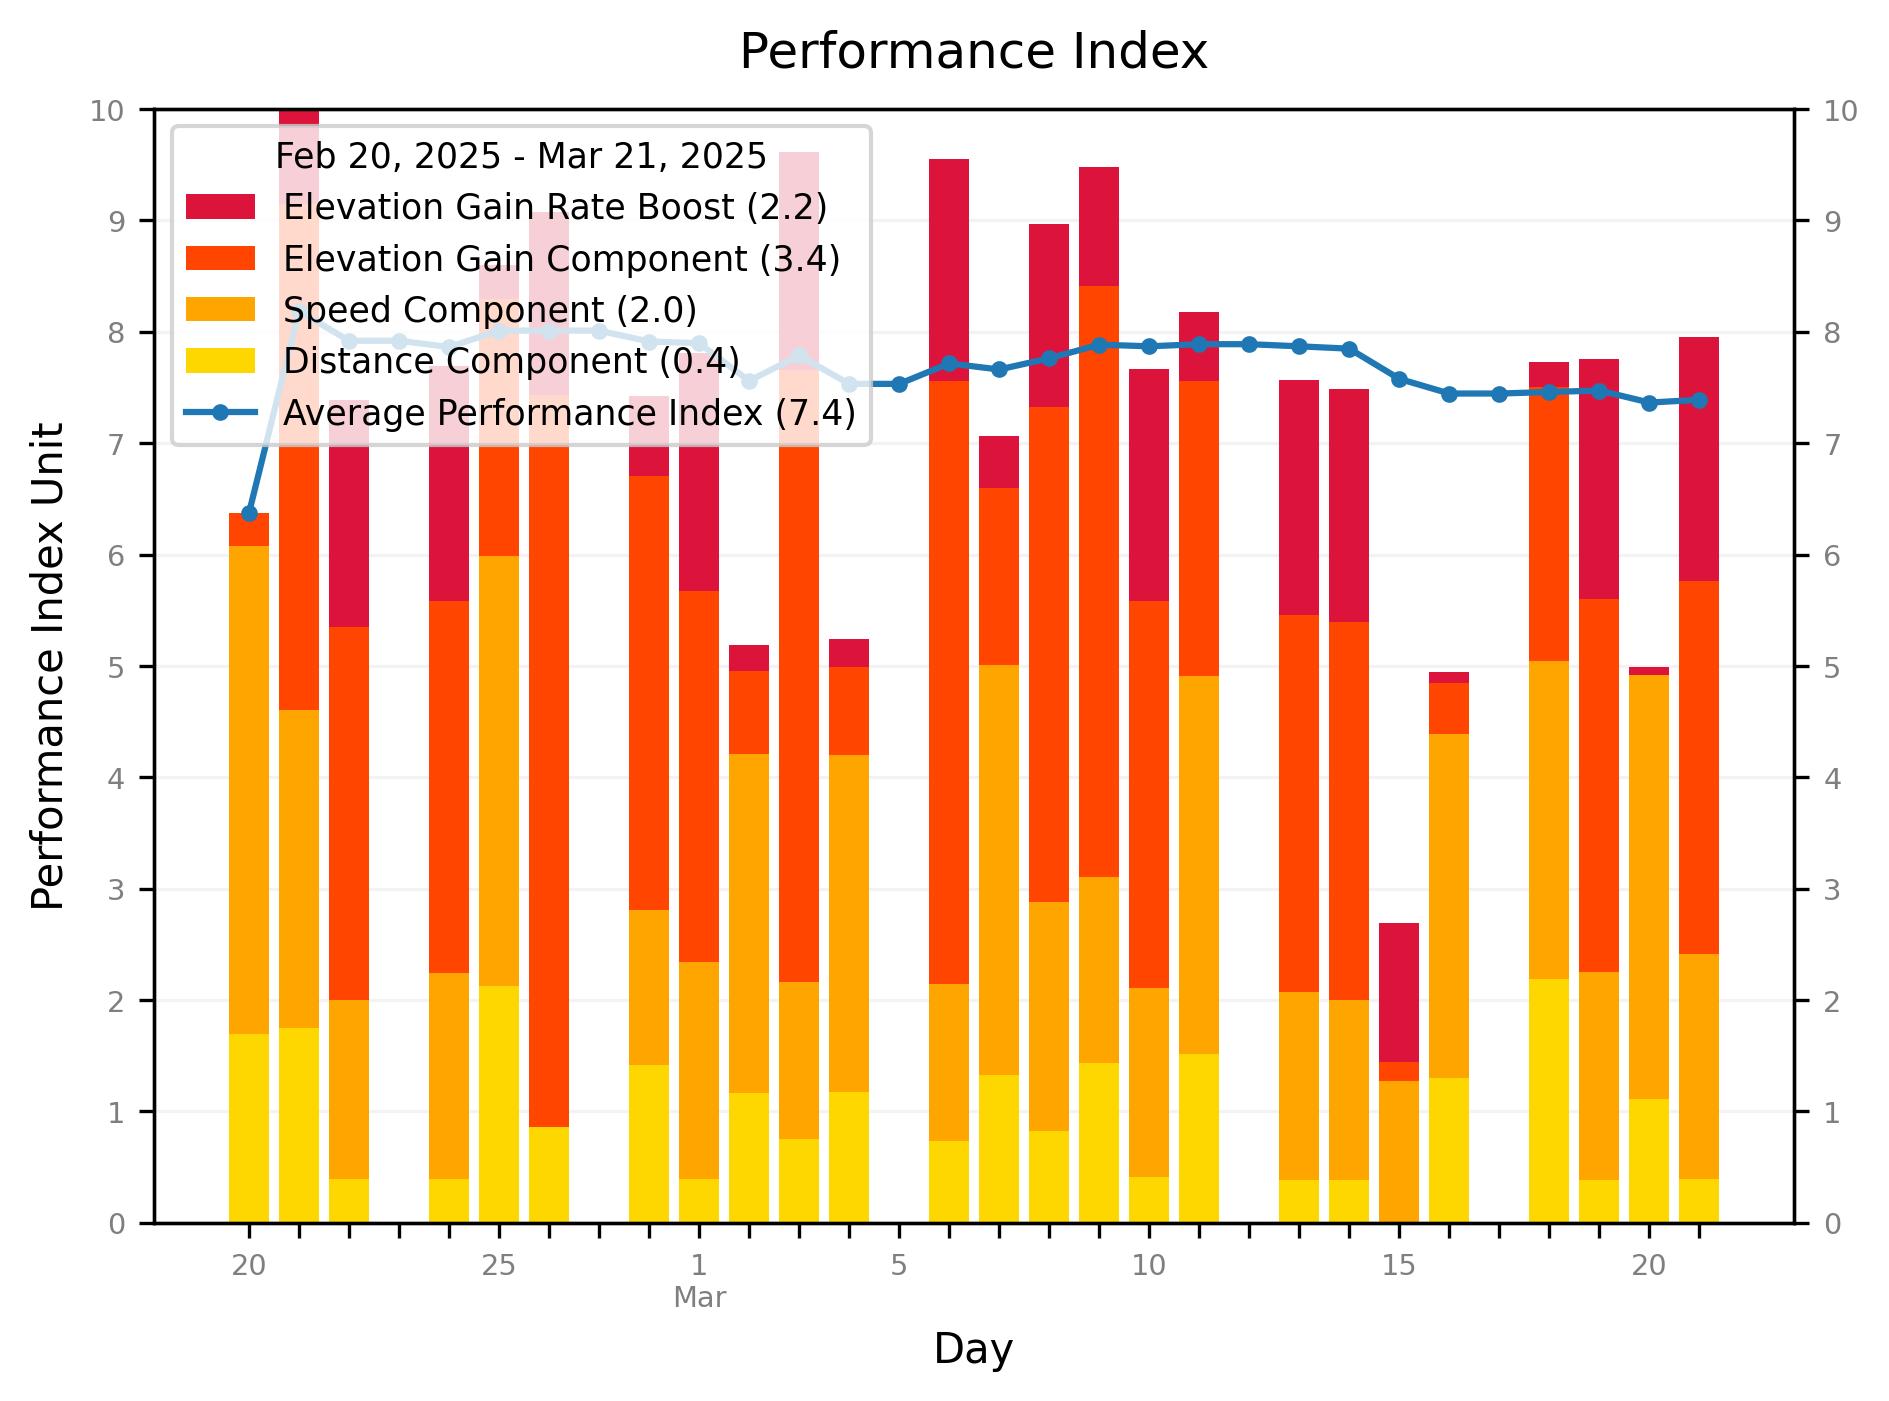 Performance Index
Feb 20, 2025 - Mar 21, 2025
Elevation Gain Rate Boost (2.2)
Elevation Gain Component (3.4)
Speed Component (2.0)
Distance Component (0.4)
Average Performance Index (7.4)
Performance Index Unit
10
9
8
7
6
5
4
3
2
1
0
10
9
8
7
6
5
4
3
2
1
0
20 25 1 5 10 15 20
Mar
Day